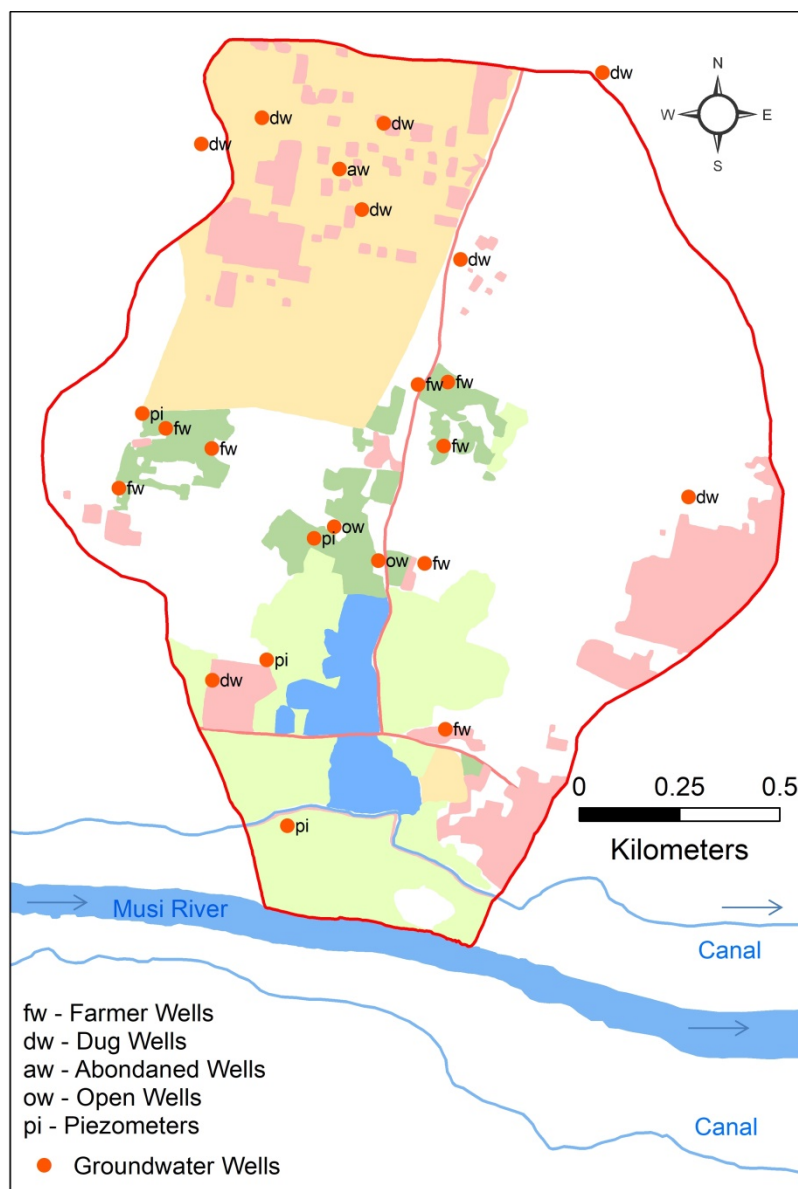 dw
N
W
E
S
dw
dw
dw
aw
dw
dw
fw
fw
pi
fw
fw
fw
fw
dw
ow
pi
ow
fw
pi
dw
fw
0 0.25 0.5
Kilometers
pi
Musi River
Canal
fw - Farmer Wells
dw - Dug Wells
aw - Abondaned Wells
ow - Open Wells
pi - Piezometers
Canal
Groundwater Wells